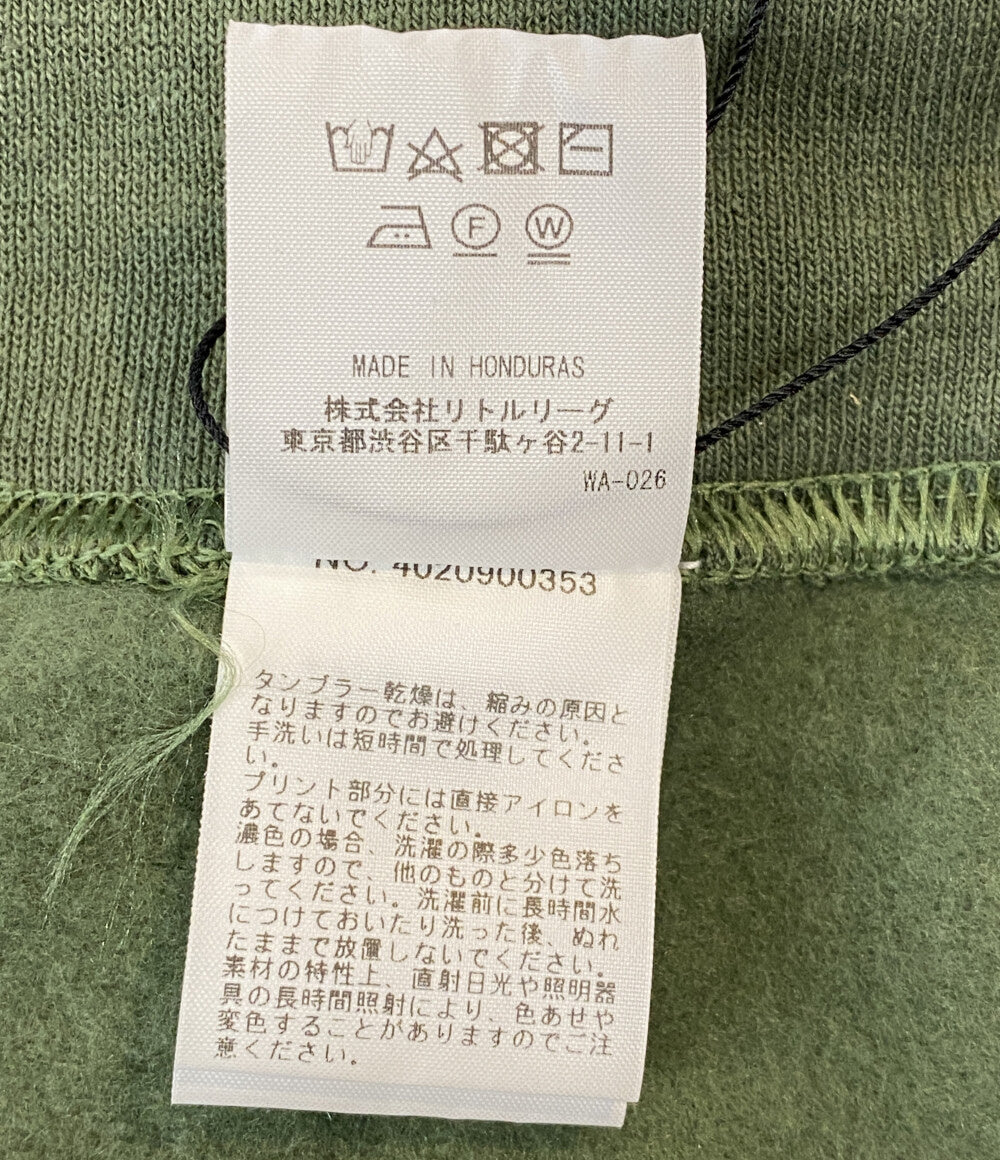 F W
MADE IN HONDURAS
株式会社リトルリーグ
東京都渋谷区千駄ヶ谷2-11-1
WA-026
NO. 4020900353
タンブラー乾燥は、縮みの原因と
なりますのでお避けください。
手洗いは短時間で処理してくださ
い。
プリント部分には直接アイロンを
あてないでください。
濃色の場合、洗濯の際多少色落ち
しますので、他のものと分けて洗
ってください。洗濯前に長時間水
につけておいたり洗った後、ぬれ
たままで放置しないでください。
素材の特性上、直射日光や照明器
具の長時間照射により、色あせや
変色することがありますのでご注
意ください。